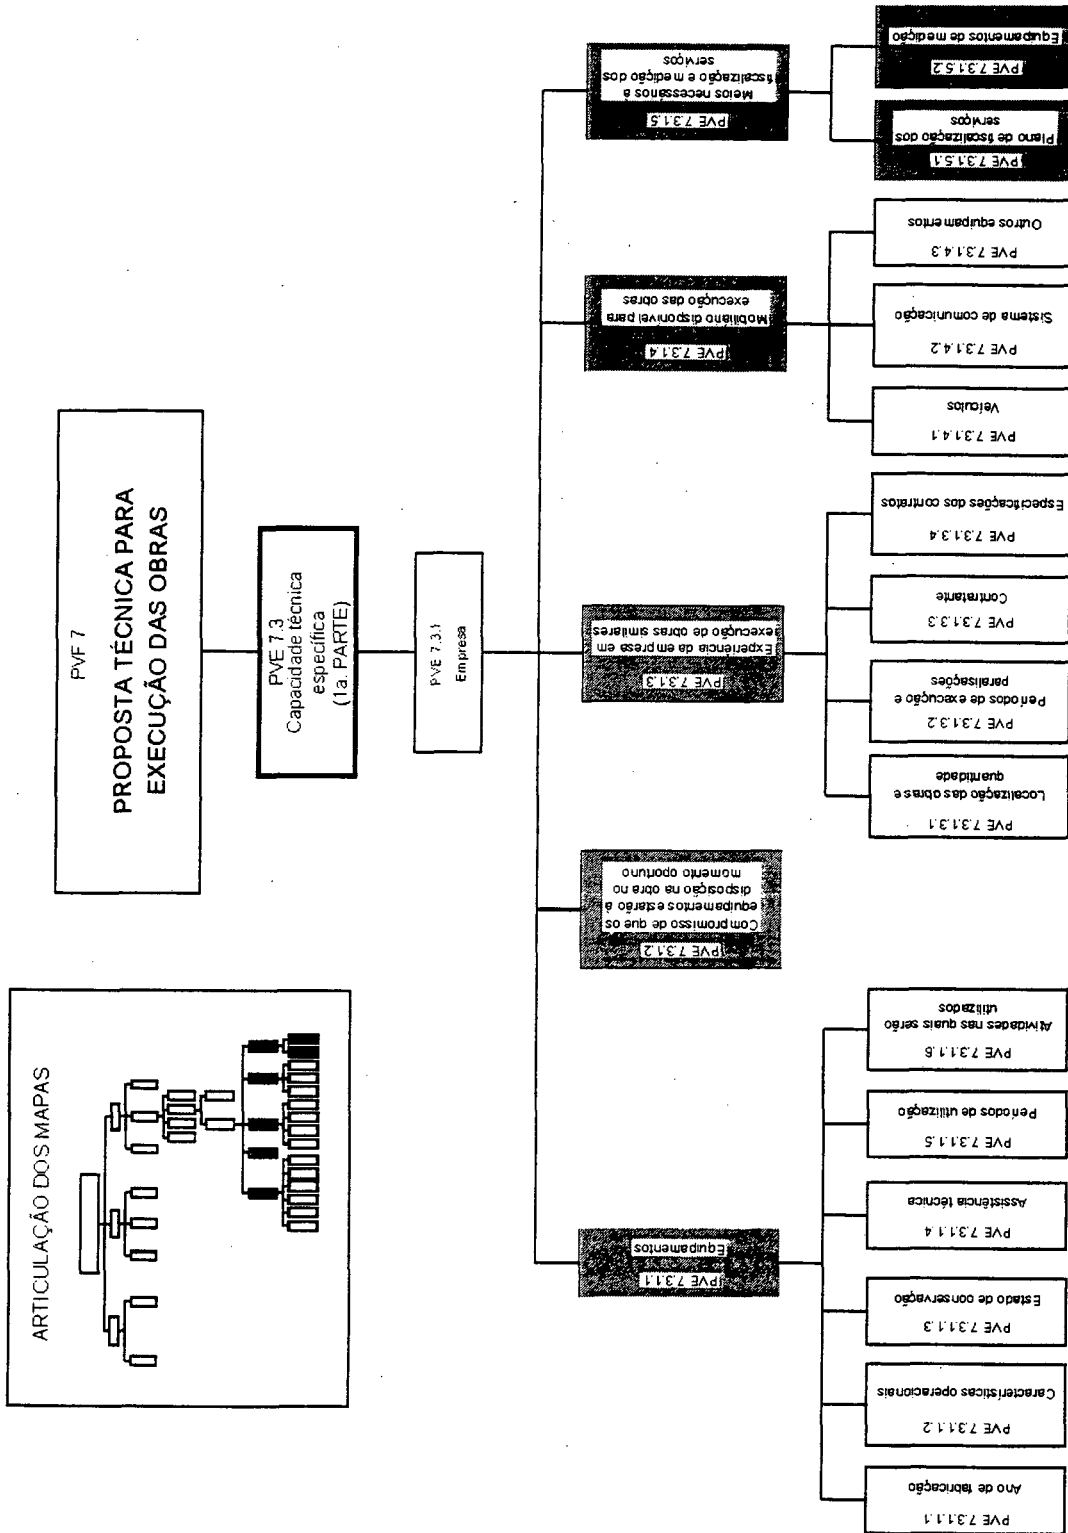 ARTICULAÇÃO DOS MAPAS
PVF 7
PROPOSTA TÉCNICA PARA
EXECUÇÃO DAS OBRAS
PVE 7.3
Capacidade técnica
específica
(1a. PARTE)
PVE 7.3.1
Empresa
PVE 7.3.1.1
Equipamentos
PVE 7.3.1.2
Compromisso de que os
equipamentos estarão à
disposição na obra no
momento oportuno
PVE 7.3.1.3
Experiência da empresa em
execução de obras similares
PVE 7.3.1.4
Mobiliário disponível para
execução das obras
PVE 7.3.1.5
Meios necessários à
fiscalização e medição dos
serviços
PVE 7.3.1.1.1
Ano de fabricação
PVE 7.3.1.1.2
Características operacionais
PVE 7.3.1.1.3
Estado de conservação
PVE 7.3.1.1.4
Assistência técnica
PVE 7.3.1.1.5
Períodos de utilização
PVE 7.3.1.1.6
Atividades nas quais serão
utilizados
PVE 7.3.1.3.1
Localização das obras e
quantidade
PVE 7.3.1.3.2
Períodos de execução e
paralisações
PVE 7.3.1.3.3
Contratante
PVE 7.3.1.3.4
Especificações dos contratos
PVE 7.3.1.4.1
Veículos
PVE 7.3.1.4.2
Sistema de comunicação
PVE 7.3.1.4.3
Outros equipamentos
PVE 7.3.1.5.1
Plano de fiscalização dos
serviços
PVE 7.3.1.5.2
Equipamentos de medição